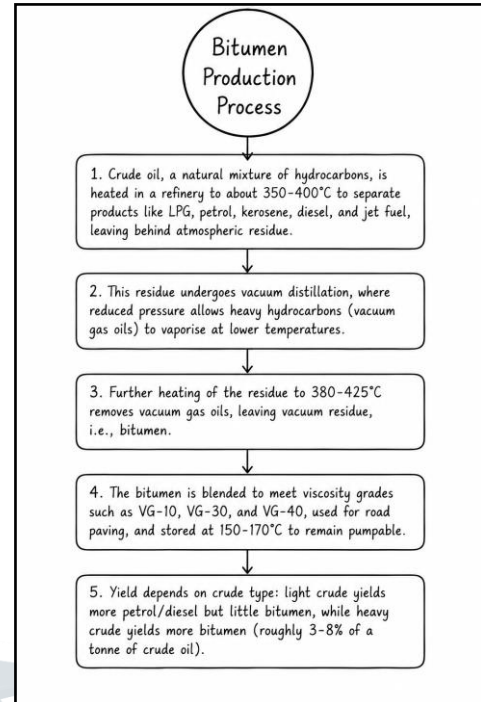 Bitumen
Production
Process
1. Crude oil, a natural mixture of hydrocarbons, is
heated in a refinery to about 350-400°C to separate
products like LPG, petrol, kerosene, diesel, and jet fuel,
leaving behind atmospheric residue.
2. This residue undergoes vacuum distillation, where
reduced pressure allows heavy hydrocarbons (vacuum
gas oils) to vaporise at lower temperatures.
3. Further heating of the residue to 380-425°C
removes vacuum gas oils, leaving vacuum residue,
i.e., bitumen.
4. The bitumen is blended to meet viscosity grades
such as VG-10, VG-30, and VG-40, used for road
paving, and stored at 150-170°C to remain pumpable.
5. Yield depends on crude type: light crude yields
more petrol/diesel but little bitumen, while heavy
crude yields more bitumen (roughly 3-8% of a
tonne of crude oil).